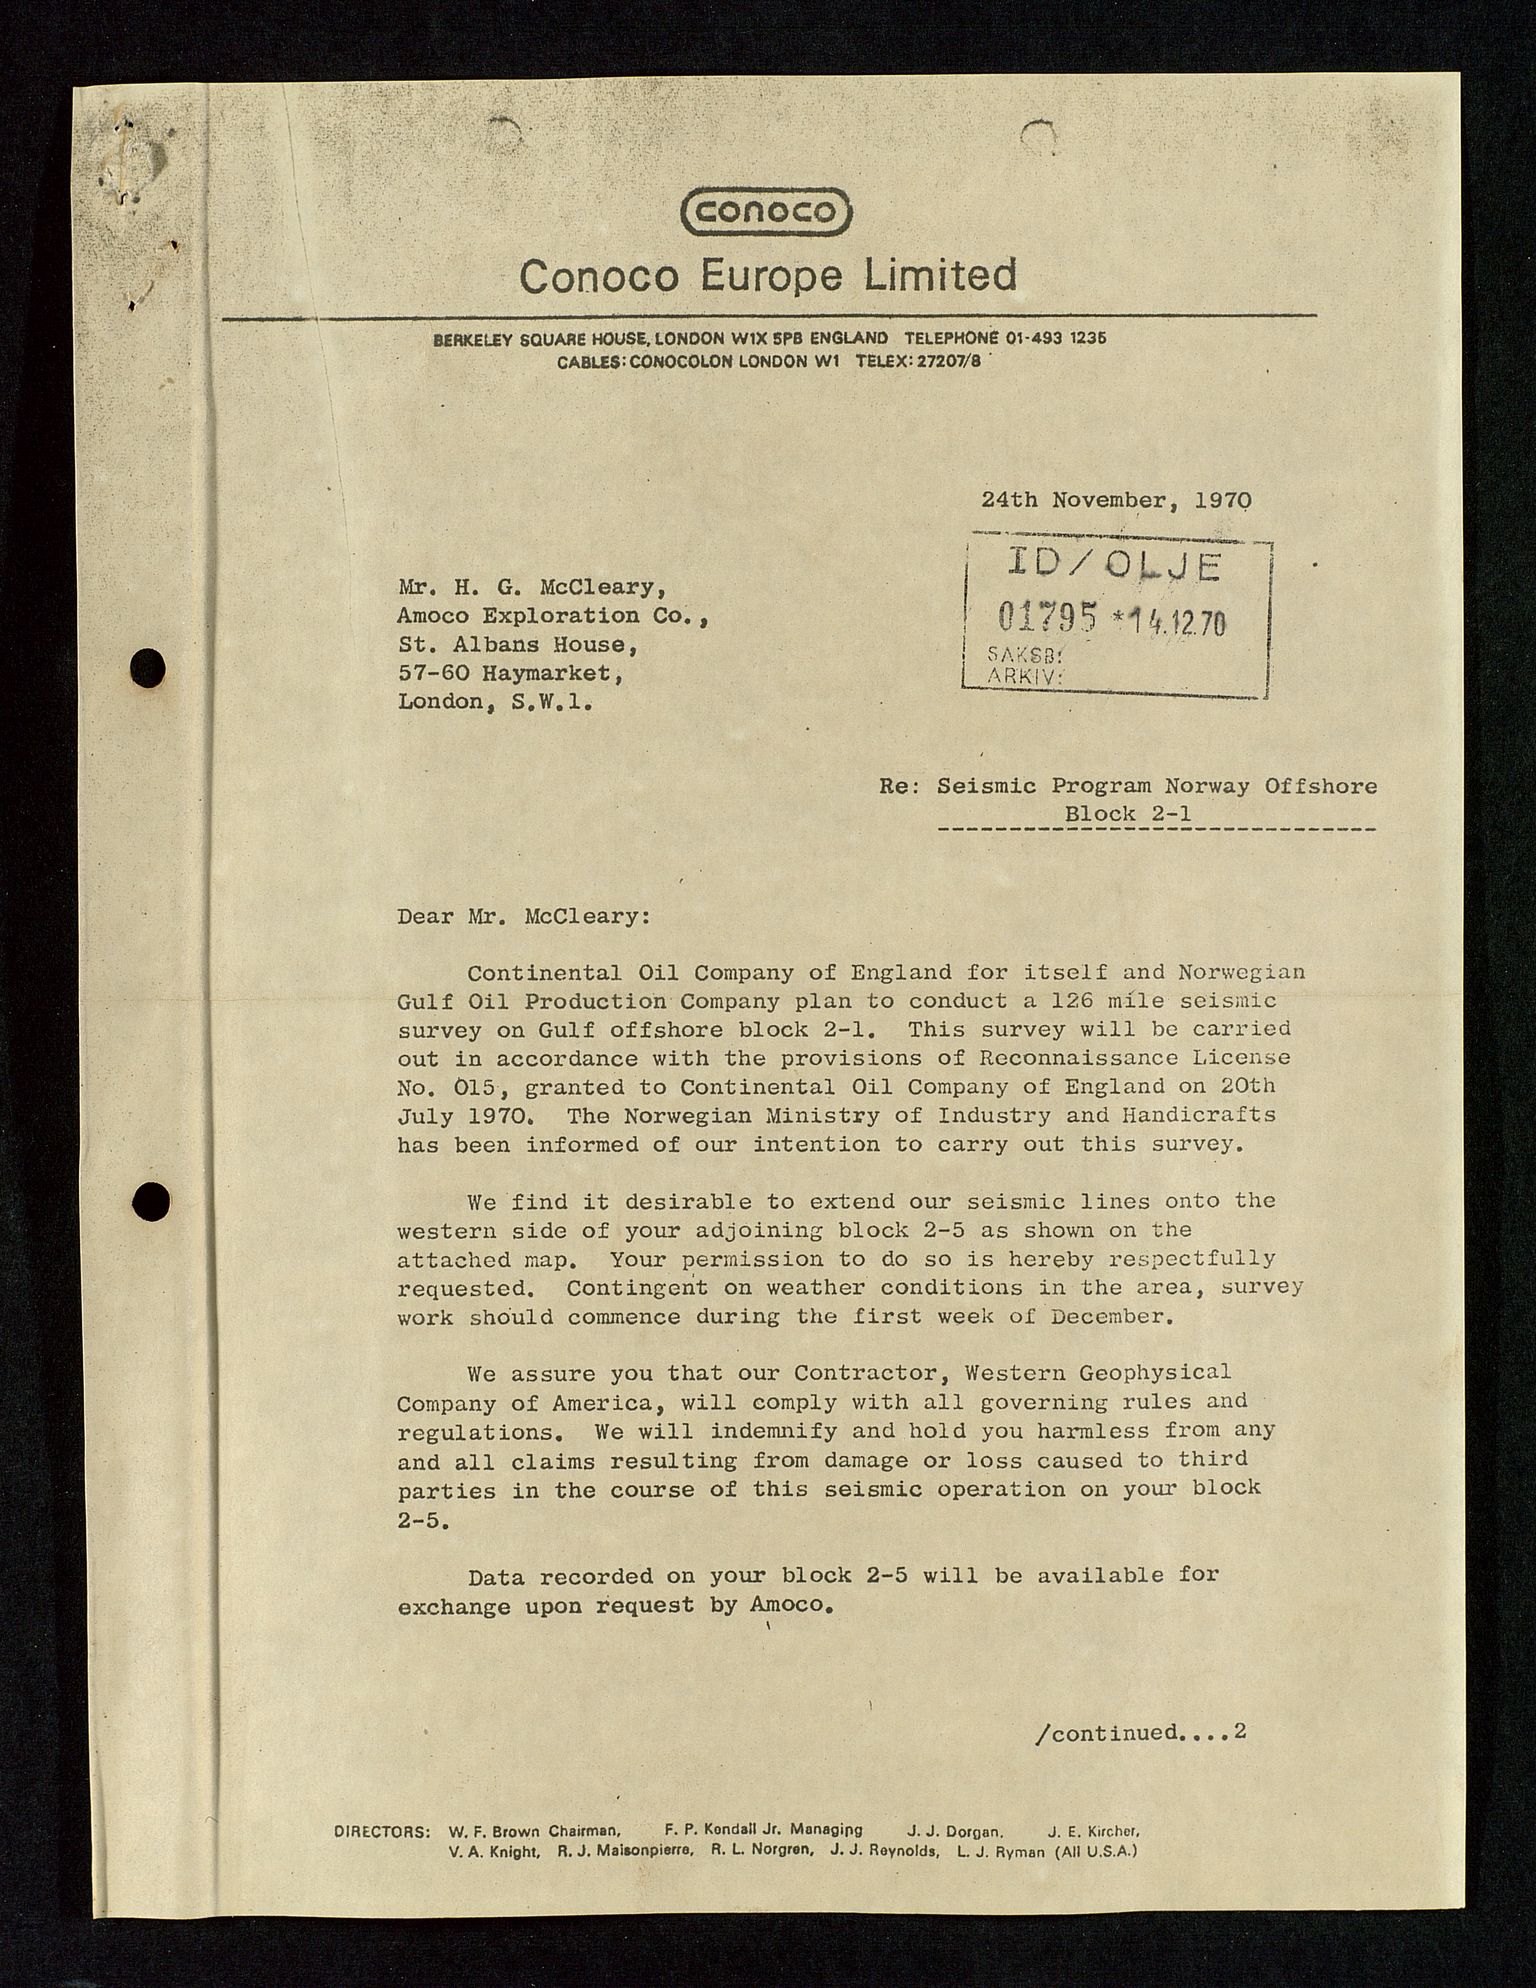 conoco
Conoco Europe Limited
BERKELEY SQUARE HOUSE, LONDON W1X 5PB ENGLAND TELEPHONE 01-493 1235
CABLES: CONOCOLON LONDON W1 TELEX: 27207/8
24th November, 1970
ID/OLJE
01795 *14.12.70
SAKSB:
ARKIV:
Mr. H. G. McCleary,
Amoco Exploration Co.,
St. Albans House,
57-60 Haymarket,
London, S.W.1.
Re: Seismic Program Norway Offshore
Block 2-1
Dear Mr. McCleary:
Continental Oil Company of England for itself and Norwegian
Gulf Oil Production Company plan to conduct a 126 mile seismic
survey on Gulf offshore block 2-1. This survey will be carried
out in accordance with the provisions of Reconnaissance License
No. 015, granted to Continental Oil Company of England on 20th
July 1970. The Norwegian Ministry of Industry and Handicrafts
has been informed of our intention to carry out this survey.
We find it desirable to extend our seismic lines onto the
western side of your adjoining block 2-5 as shown on the
attached map. Your permission to do so is hereby respectfully
requested. Contingent on weather conditions in the area, survey
work should commence during the first week of December.
We assure you that our Contractor, Western Geophysical
Company of America, will comply with all governing rules and
regulations. We will indemnify and hold you harmless from any
and all claims resulting from damage or loss caused to third
parties in the course of this seismic operation on your block
2-5.
Data recorded on your block 2-5 will be available for
exchange upon request by Amoco.
/continued....2
DIRECTORS: W. F. Brown Chairman, F. P. Kendall Jr. Managing J. J. Dorgan, J. E. Kircher,
V. A. Knight, R. J. Maisonpierre, R. L. Norgren, J. J. Reynolds, L. J. Ryman (All U.S.A.)